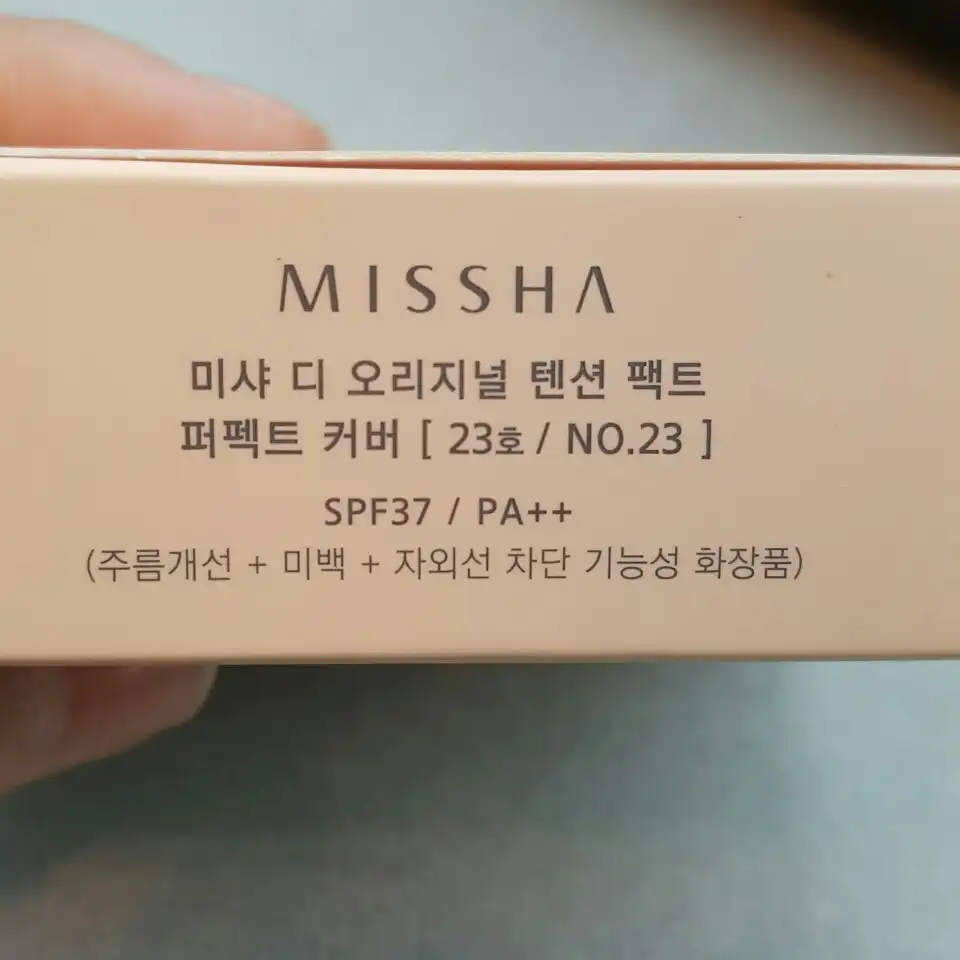 MISSHA
미샤 디 오리지널 텐션 팩트
퍼펙트 커버 [ 23호 / NO.23 ]
SPF37 / PA++
(주름개선 + 미백 + 자외선 차단 기능성 화장품)